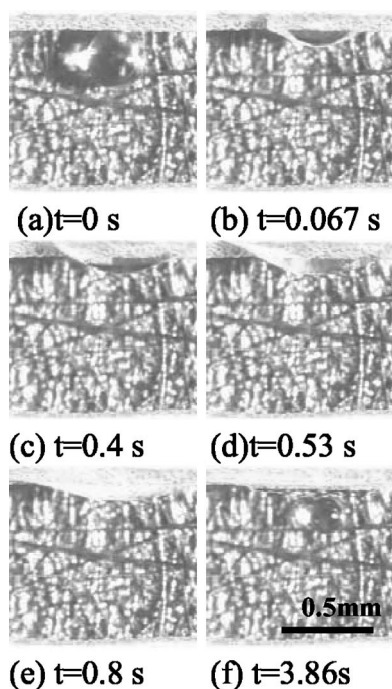 (a)t=0 s
(b) t=0.067 s
(c) t=0.4 s
(d)t=0.53 s
(e) t=0.8 s
0.5mm
(f) t=3.86s